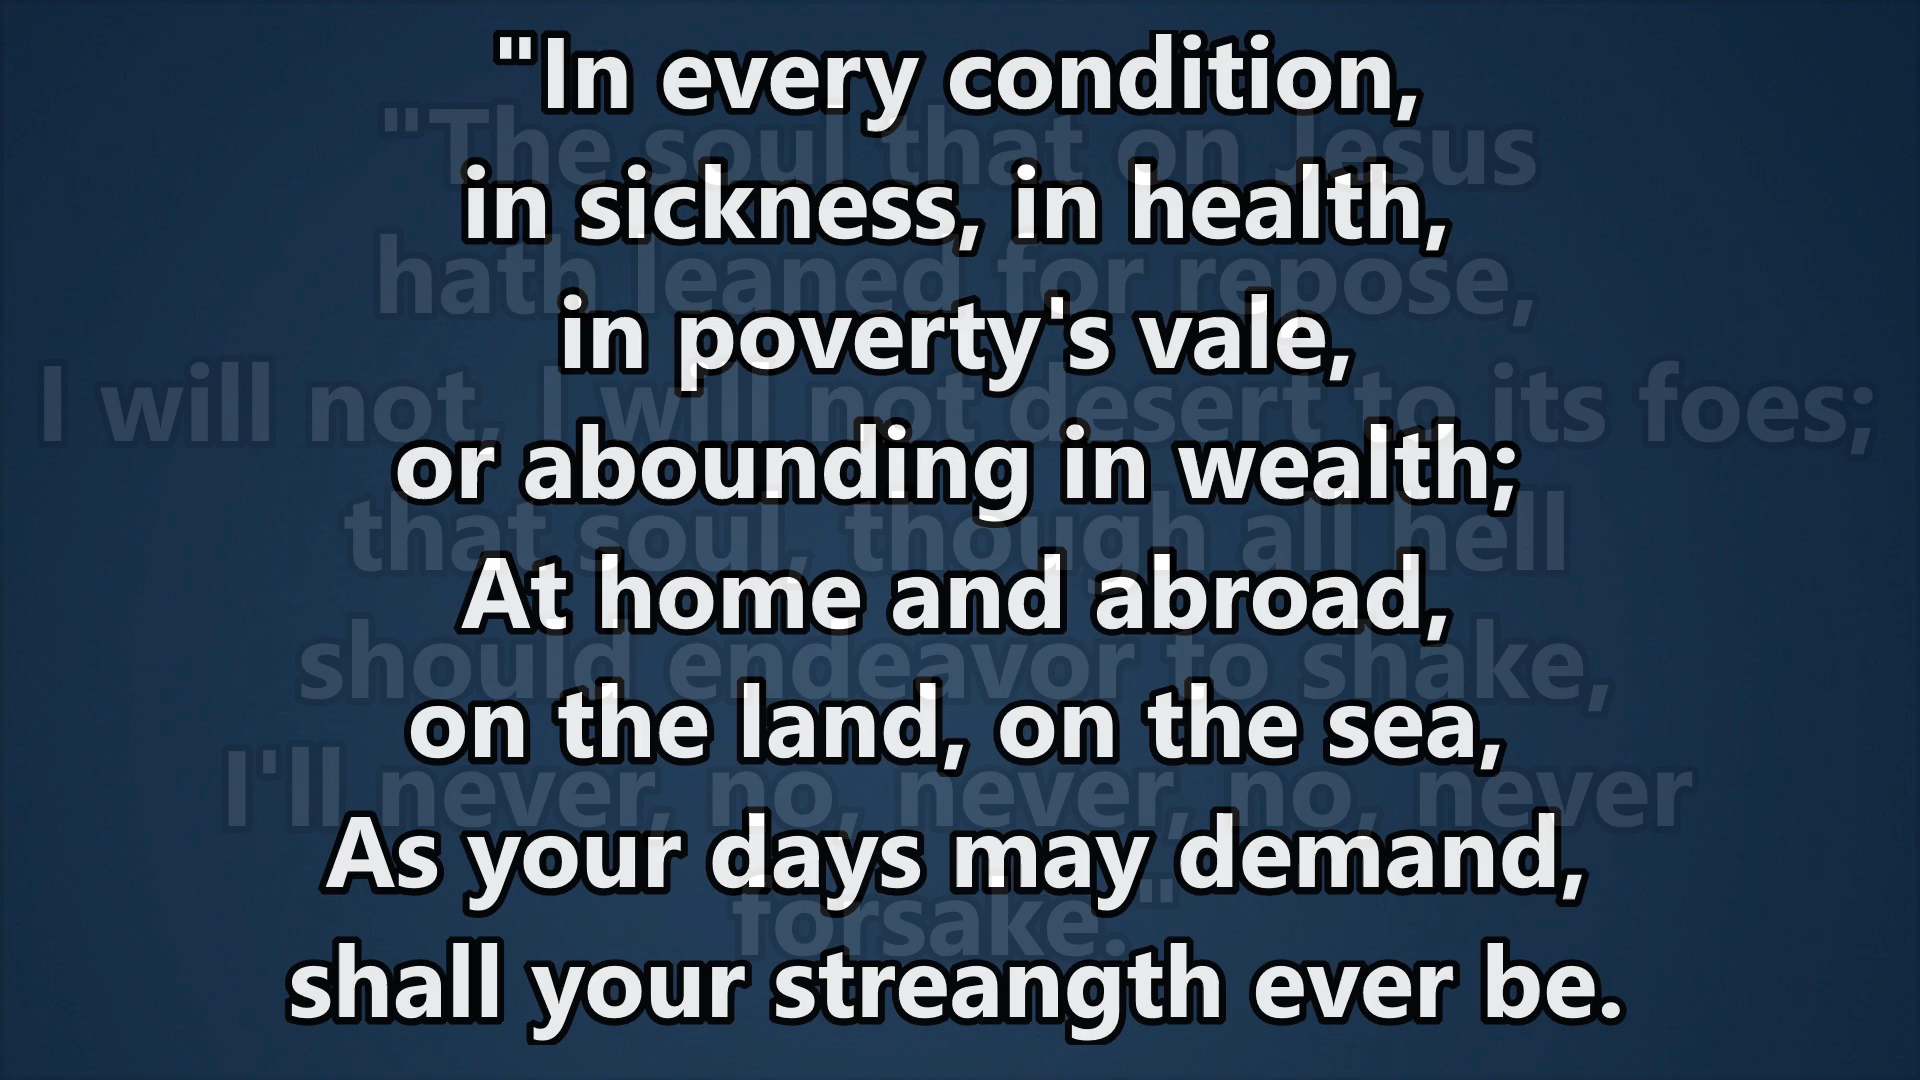 "In every condition,
in sickness, in health,
in poverty's vale,
or abounding in wealth;
At home and abroad,
on the land, on the sea,
As your days may demand,
shall your streangth ever be.
"The soul that on Jesus
hath leaned for repose,
I will not, I will not desert to its foes;
that soul, though all hell
should endeavor to shake,
I'll never, no, never, no, never
forsake."